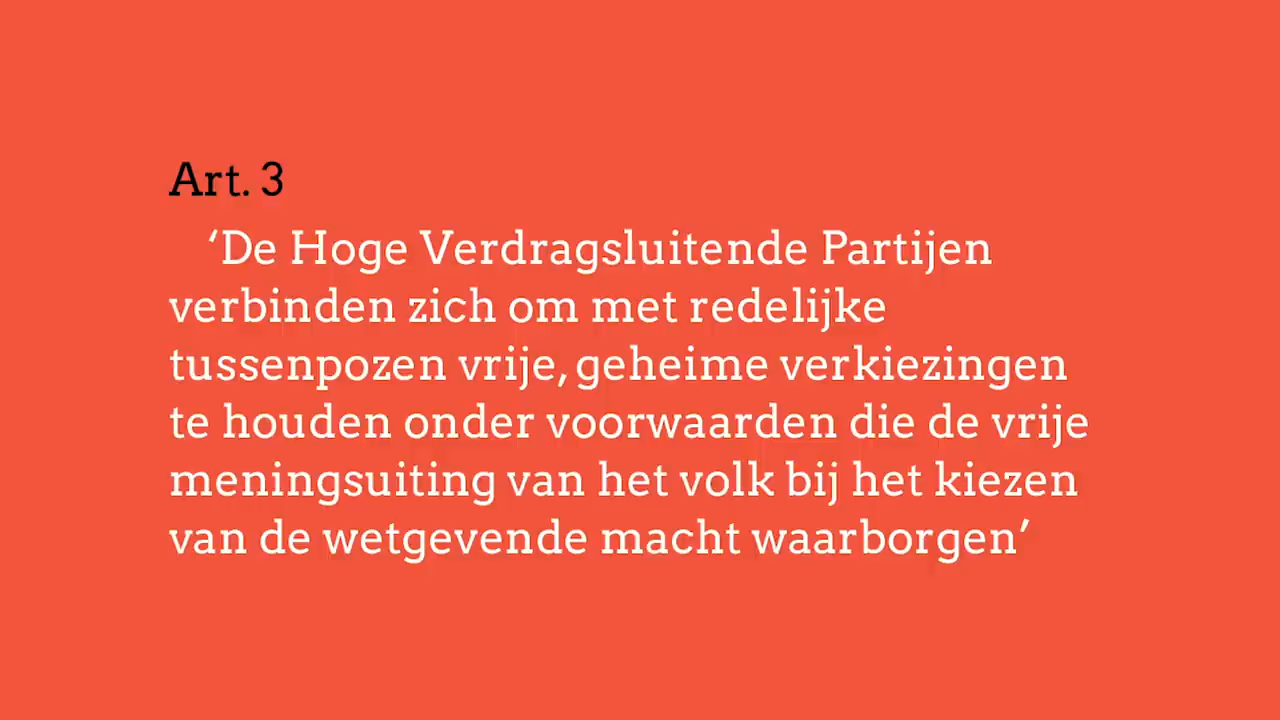 Art. 3
‘De Hoge Verdragsluitende Partijen
verbinden zich om met redelijke
tussenpozen vrije, geheime verkiezingen
te houden onder voorwaarden die de vrije
meningsuiting van het volk bij het kiezen
van de wetgevende macht waarborgen’